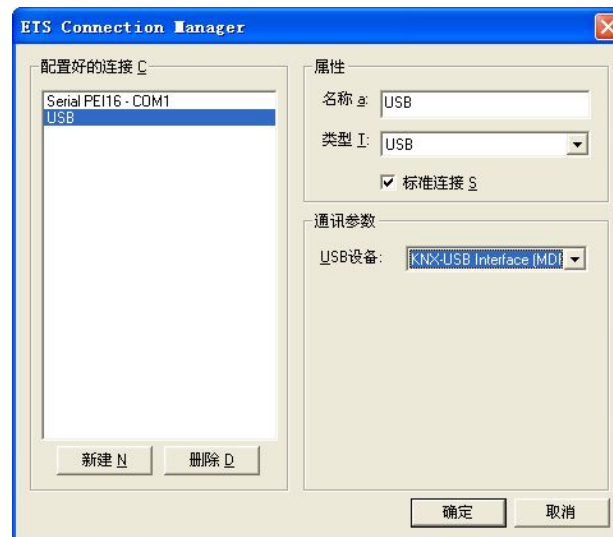 ETS Connection Manager
配置好的连接 C
Serial PEI16 - COM1
USB
新建 N
删除 D
属性
名称 a: USB
类型 T: USB
标准连接 S
通讯参数
USB设备: KNX-USB Interface (MD
确定
取消